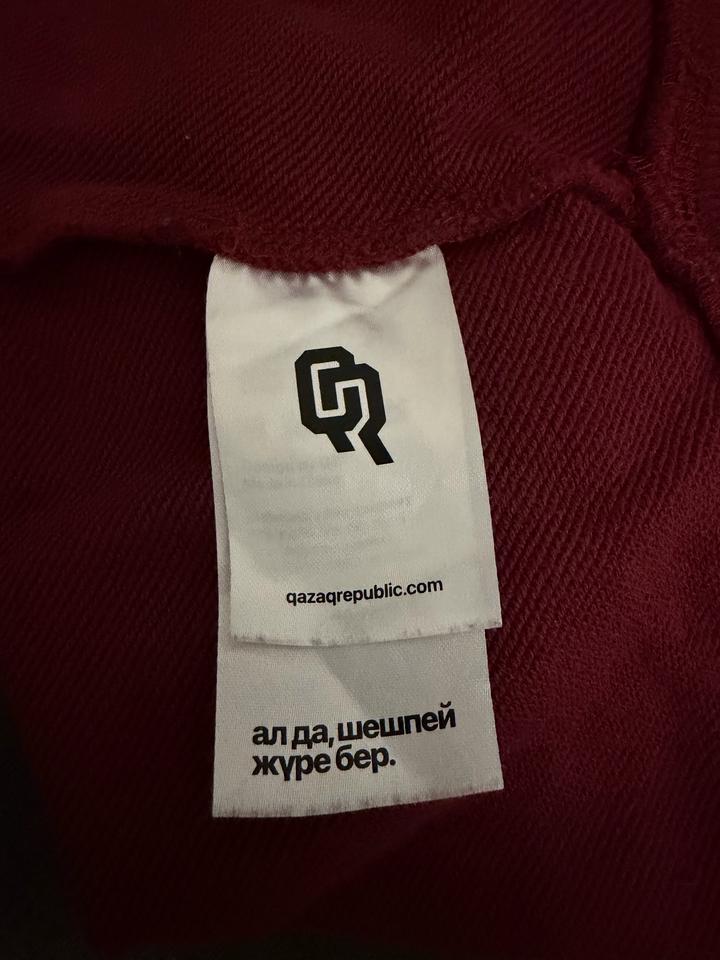 QR
qazaqrepublic.com
ал да, шешпей
жүре бер.